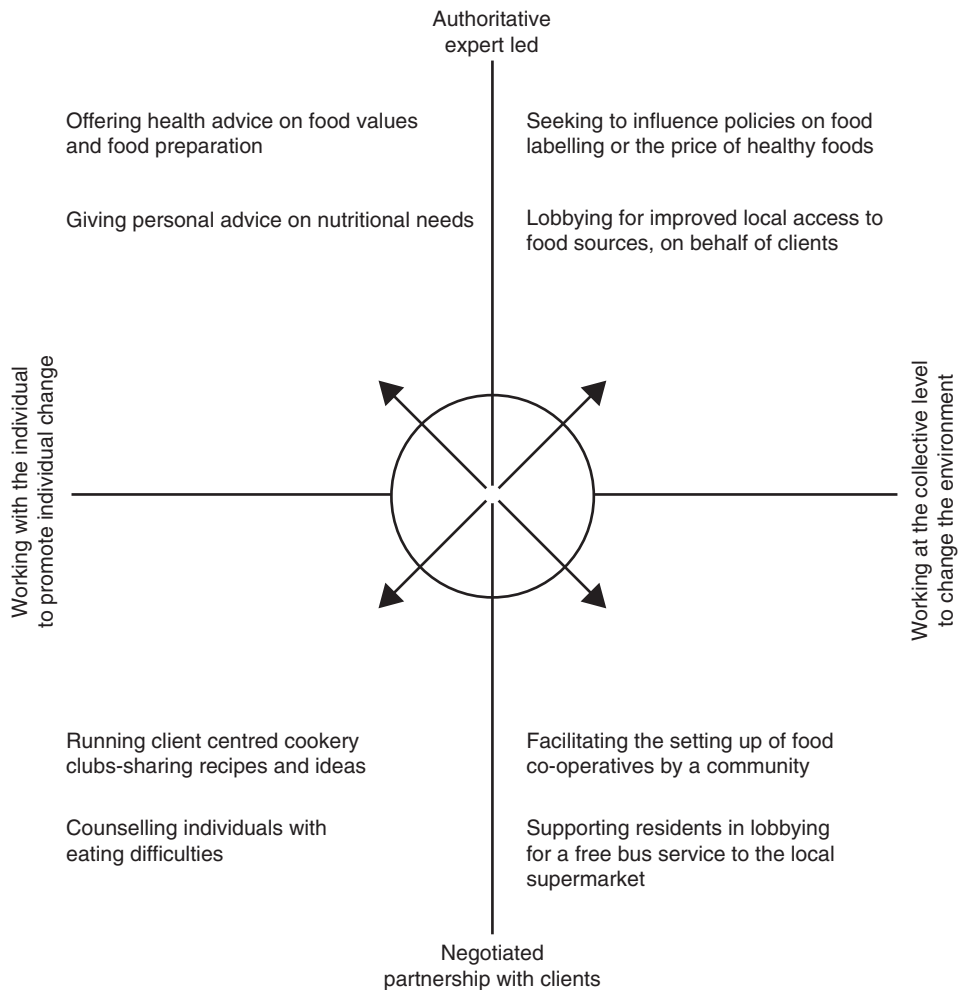 Authoritative
expert led
Offering health advice on food values
and food preparation
Giving personal advice on nutritional needs
Seeking to influence policies on food
labelling or the price of healthy foods
Lobbying for improved local access to
food sources, on behalf of clients
Working with the individual
to promote individual change
Working at the collective level
to change the environment
Running client centred cookery
clubs-sharing recipes and ideas
Counselling individuals with
eating difficulties
Facilitating the setting up of food
co-operatives by a community
Supporting residents in lobbying
for a free bus service to the local
supermarket
Negotiated
partnership with clients